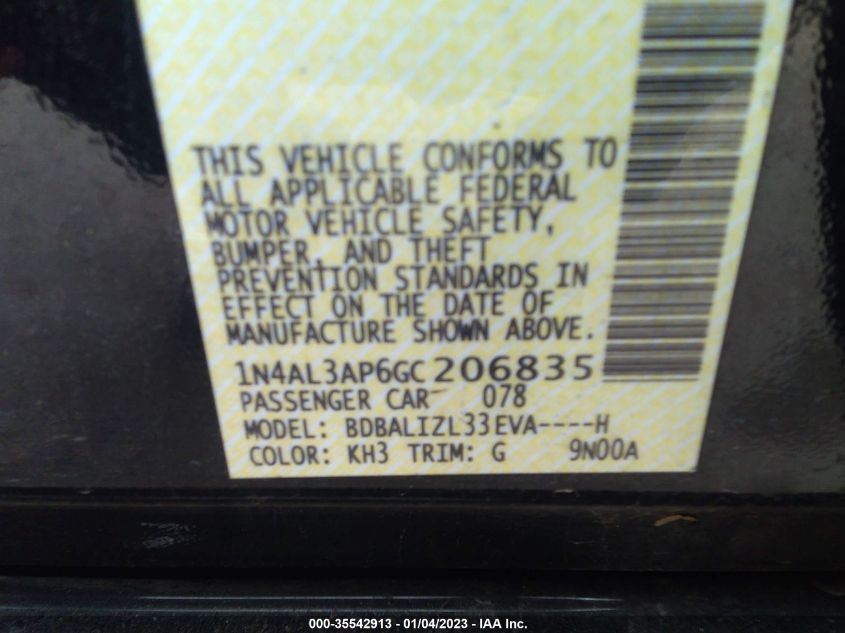 THIS VEHICLE CONFORMS TO
ALL APPLICABLE FEDERAL
MOTOR VEHICLE SAFETY,
BUMPER, AND THEFT
PREVENTION STANDARDS IN
EFFECT ON THE DATE OF
MANUFACTURE SHOWN ABOVE.
1N4AL3AP6GC206835
PASSENGER CAR 078
MODEL: BDBALIZL33EVA----H
COLOR: KH3 TRIM: G 9N00A
000-35542913 - 01/04/2023 - IAA Inc.